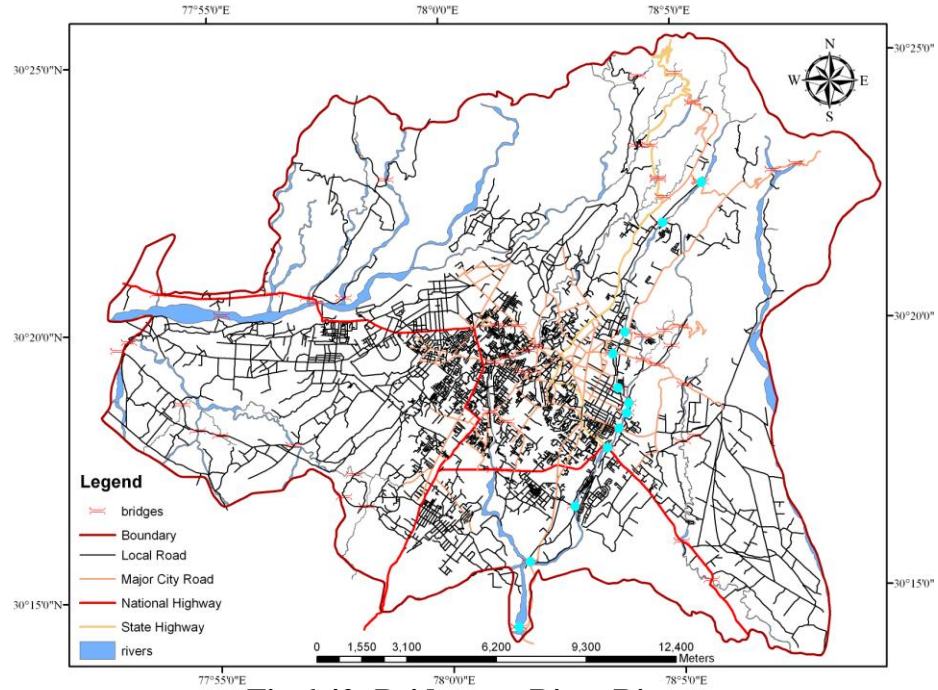 77°55'0"E 78°0'0"E 78°5'0"E
30°25'0"N 30°25'0"N
N
W E
S
30°20'0"N 30°20'0"N
Legend
bridges
Boundary
Local Road
Major City Road
National Highway
State Highway
rivers
30°15'0"N 30°15'0"N
0 1,550 3,100 6,200 9,300 12,400
Meters
77°55'0"E 78°0'0"E 78°5'0"E